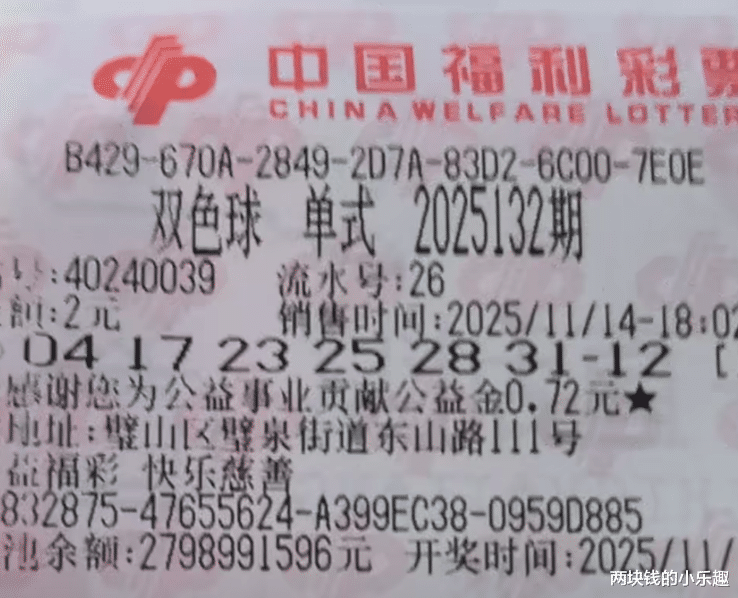 中国福利彩票
CHINA WELFARE LOTTER
B429-670A-2849-2D7A-83D2-6C00-7E0E
双色球 单式 2025132期
号:40240039 流水号:26
额:2元 销售时间:2025/11/14-18:02
04 17 23 25 28 31-12 [
感谢您为公益事业贡献公益金0.72元★
地址:璧山区璧泉街道东山路111号
益福彩 快乐慈善
832875-47655624-A399EC38-0959D885
池余额:2798991596元 开奖时间:2025/11/
两块钱的小乐趣